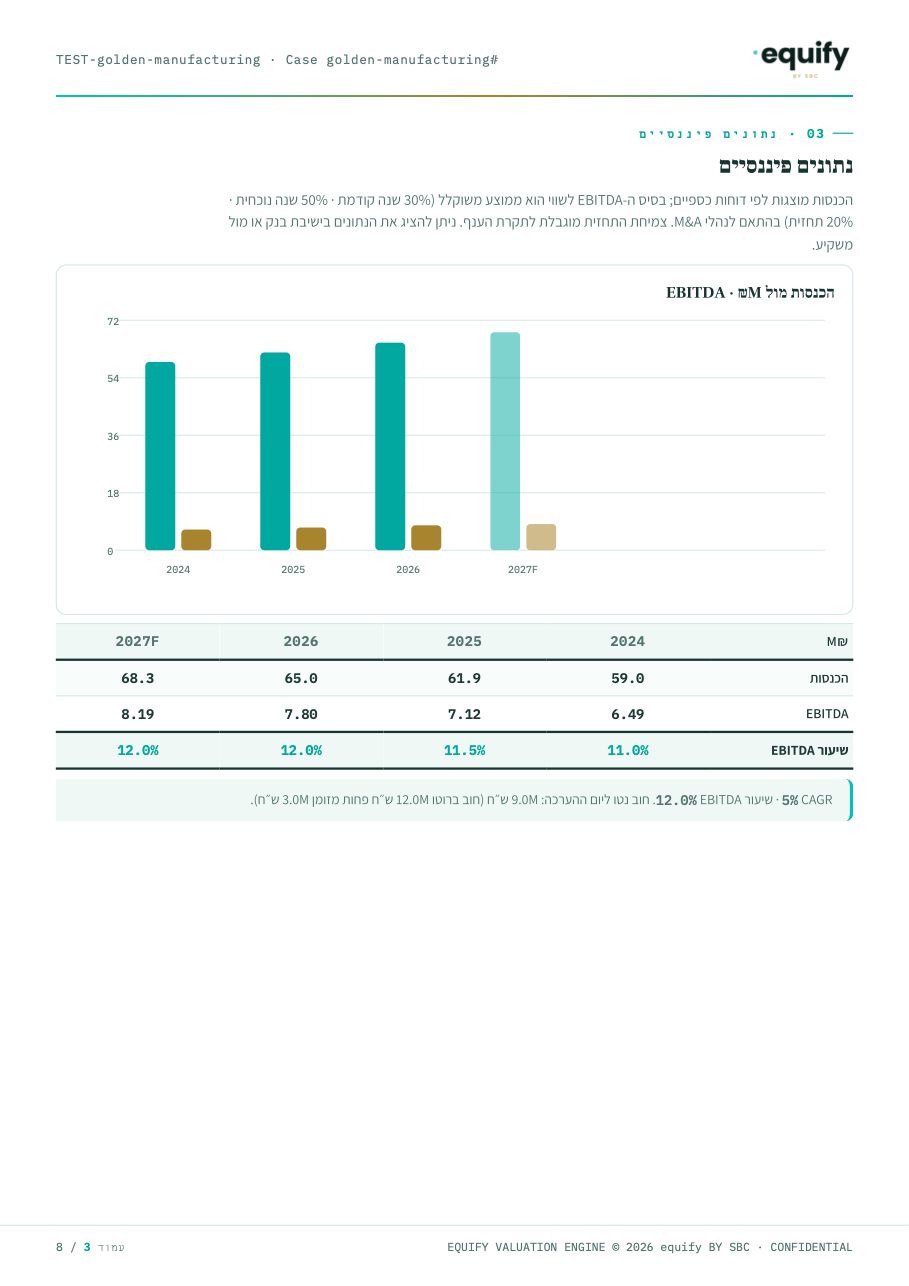 TEST-golden-manufacturing · Case golden-manufacturing#
equify
BY SBC
03 · נתונים פיננסיים
נתונים פיננסיים
הכנסות מוצגות לפי דוחות כספיים; בסיס ה-EBITDA לשווי הוא ממוצע משוקלל (30% שנה קודמת · 50% שנה נוכחית ·
20% תחזית) בהתאם לנהלי M&A. צמיחת התחזית מוגבלת לתקרת הענף. ניתן להציג את הנתונים בישיבת בנק או מול
משקיע.
הכנסות מול EBITDA · ₪M
72
54
36
18
0
2024 2025 2026 2027F
₪M 2024 2025 2026 2027F
הכנסות 59.0 61.9 65.0 68.3
EBITDA 6.49 7.12 7.80 8.19
שיעור EBITDA 11.0% 11.5% 12.0% 12.0%
CAGR 5% · שיעור EBITDA 12.0%. חוב נטו ליום ההערכה: 9.0M ש״ח (חוב ברוטו 12.0M ש״ח פחות מזומן 3.0M ש״ח).
EQUIFY VALUATION ENGINE © 2026 equify BY SBC · CONFIDENTIAL
עמוד 3 / 8